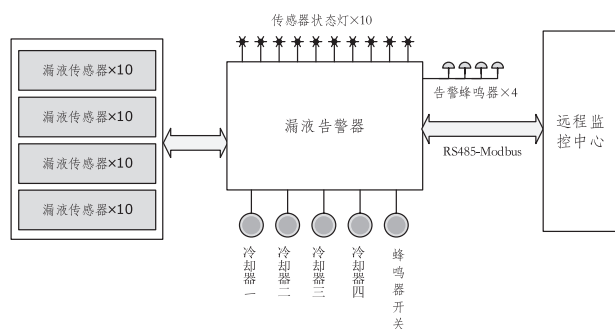 传感器状态灯×10
漏液传感器×10
漏液传感器×10
漏液传感器×10
漏液传感器×10
漏液告警器
告警蜂鸣器×4
RS485-Modbus
远程监
控中心
冷却器一
冷却器二
冷却器三
冷却器四
蜂鸣器开关